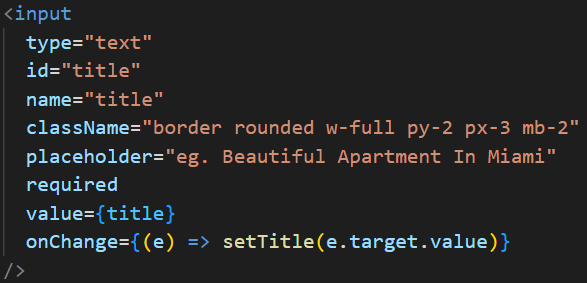 <input
type="text"
id="title"
name="title"
className="border rounded w-full py-2 px-3 mb-2"
placeholder="eg. Beautiful Apartment In Miami"
required
value={title}
onChange={(e) => setTitle(e.target.value)}
/>